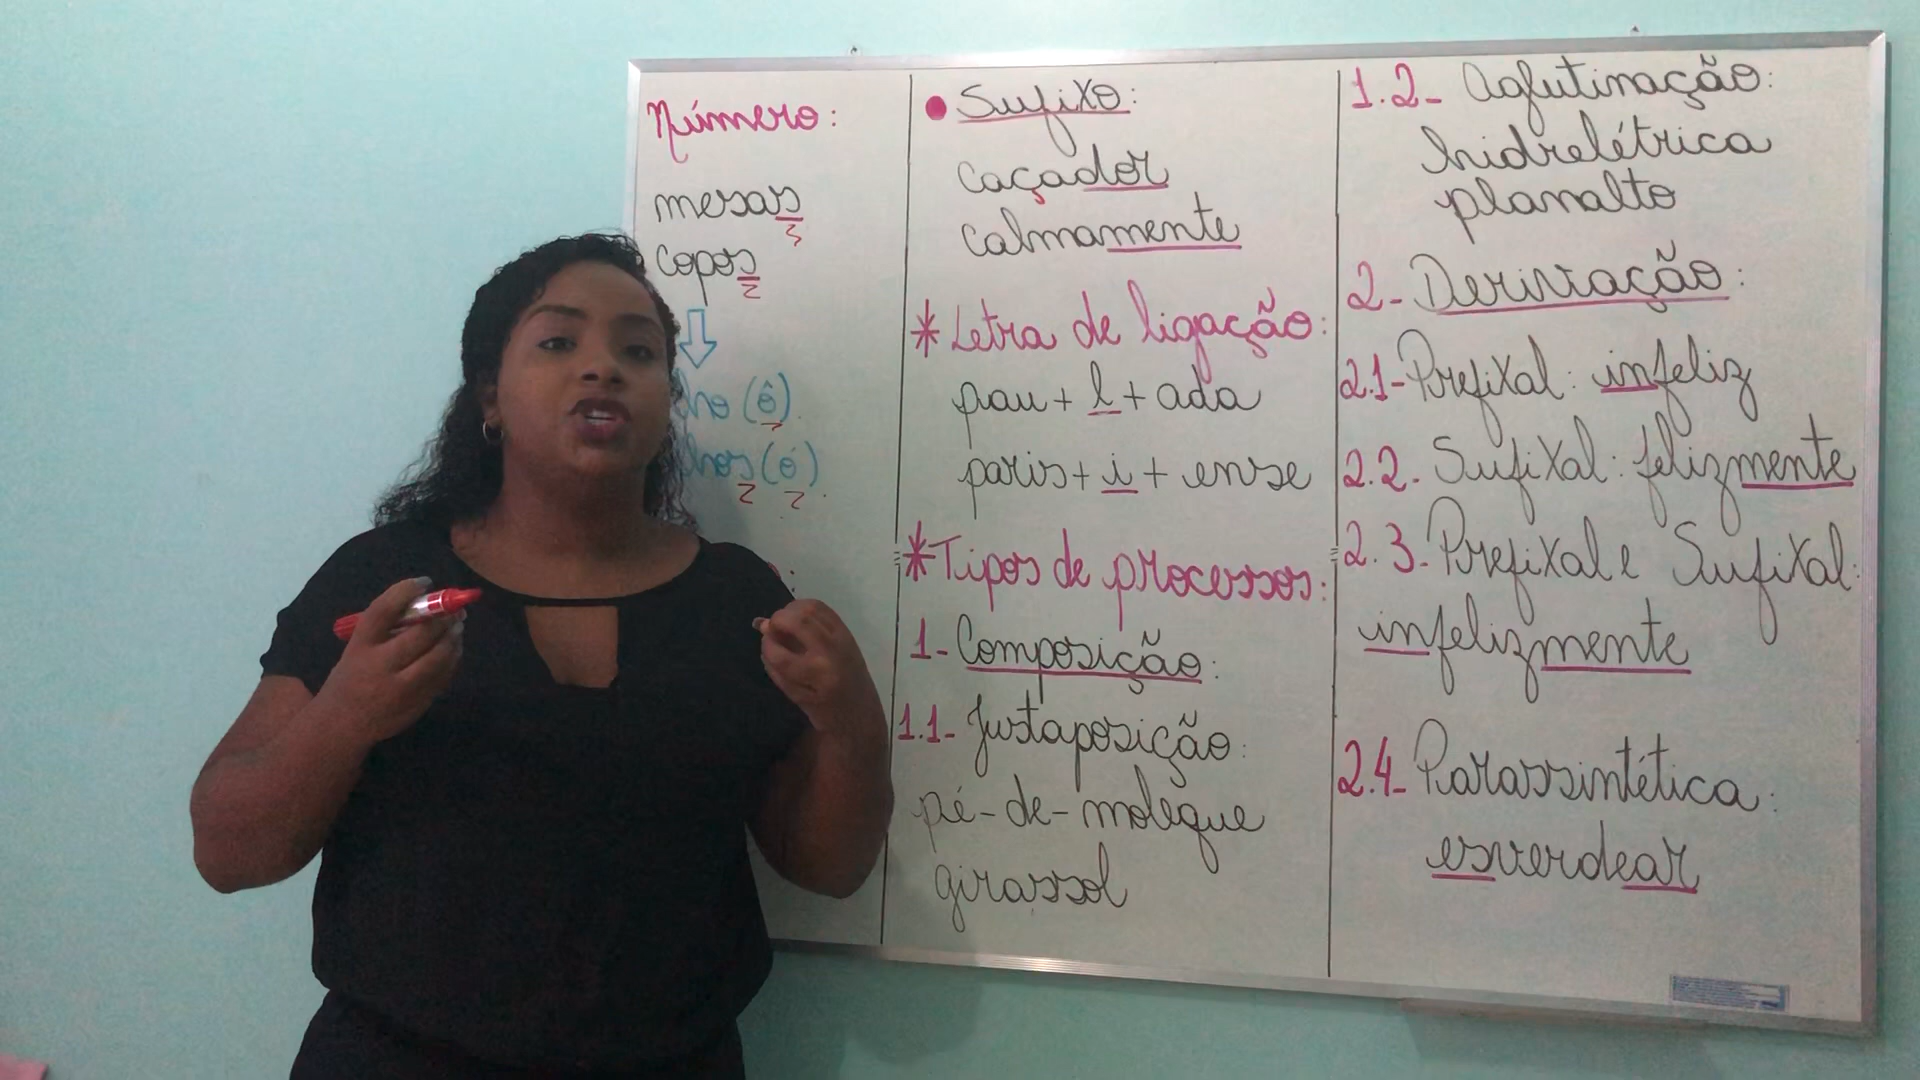 Número:
mesas
copos
(ô).
(ó).
• Sufixo:
caçador
calmamente
* Letra de ligação:
pau + l + ada
paris + i + ense
* Tipos de processos:
1- Composição:
1.1- Justaposição:
pé-de-moleque
girassol
1.2- Aglutinação:
hidrelétrica
planalto
2- Derivação:
2.1- Prefixal: infeliz
2.2. Sufixal: felizmente
2.3. Prefixal e Sufixal:
infelizmente
2.4- Parassintética:
esverdear